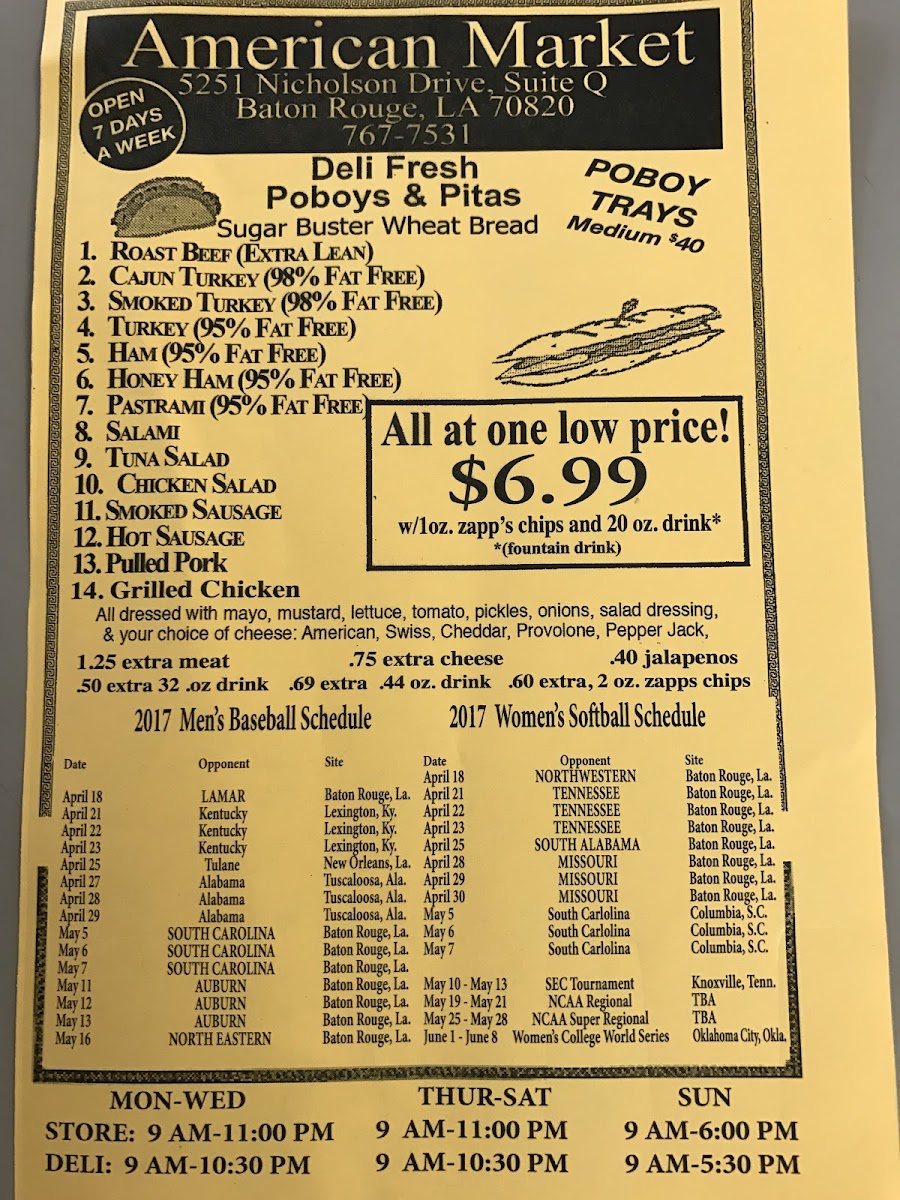 American Market
5251 Nicholson Drive, Suite Q
Baton Rouge, LA 70820
767-7531
OPEN
7 DAYS
A WEEK
Deli Fresh
Poboys & Pitas
Sugar Buster Wheat Bread
POBOY
TRAYS
Medium $40
1. ROAST BEEF (EXTRA LEAN)
2. CAJUN TURKEY (98% FAT FREE)
3. SMOKED TURKEY (98% FAT FREE)
4. TURKEY (95% FAT FREE)
5. HAM (95% FAT FREE)
6. HONEY HAM (95% FAT FREE)
7. PASTRAMI (95% FAT FREE)
8. SALAMI
9. TUNA SALAD
10. CHICKEN SALAD
11. SMOKED SAUSAGE
12. HOT SAUSAGE
13. Pulled Pork
14. Grilled Chicken
All at one low price!
$6.99
w/1oz. zapp's chips and 20 oz. drink*
*(fountain drink)
All dressed with mayo, mustard, lettuce, tomato, pickles, onions, salad dressing,
& your choice of cheese: American, Swiss, Cheddar, Provolone, Pepper Jack,
1.25 extra meat .75 extra cheese .40 jalapenos
.50 extra 32 .oz drink .69 extra .44 oz. drink .60 extra, 2 oz. zapps chips
2017 Men's Baseball Schedule
Date Opponent Site
April 18 LAMAR Baton Rouge, La.
April 21 Kentucky Lexington, Ky.
April 22 Kentucky Lexington, Ky.
April 23 Kentucky Lexington, Ky.
April 25 Tulane New Orleans, La.
April 27 Alabama Tuscaloosa, Ala.
April 28 Alabama Tuscaloosa, Ala.
April 29 Alabama Tuscaloosa, Ala.
May 5 SOUTH CAROLINA Baton Rouge, La.
May 6 SOUTH CAROLINA Baton Rouge, La.
May 7 SOUTH CAROLINA Baton Rouge, La.
May 11 AUBURN Baton Rouge, La.
May 12 AUBURN Baton Rouge, La.
May 13 AUBURN Baton Rouge, La.
May 16 NORTH EASTERN Baton Rouge, La.
2017 Women's Softball Schedule
Date Opponent Site
April 18 NORTHWESTERN Baton Rouge, La.
April 21 TENNESSEE Baton Rouge, La.
April 22 TENNESSEE Baton Rouge, La.
April 23 TENNESSEE Baton Rouge, La.
April 25 SOUTH ALABAMA Baton Rouge, La.
April 28 MISSOURI Baton Rouge, La.
April 29 MISSOURI Baton Rouge, La.
April 30 MISSOURI Baton Rouge, La.
May 5 South Carlolina Columbia, S.C.
May 6 South Carlolina Columbia, S.C.
May 7 South Carlolina Columbia, S.C.
May 10 - May 13 SEC Tournament Knoxville, Tenn.
May 19 - May 21 NCAA Regional TBA
May 25 - May 28 NCAA Super Regional TBA
June 1 - June 8 Women's College World Series Oklahoma City, Okla.
MON-WED THUR-SAT SUN
STORE: 9 AM-11:00 PM 9 AM-11:00 PM 9 AM-6:00 PM
DELI: 9 AM-10:30 PM 9 AM-10:30 PM 9 AM-5:30 PM